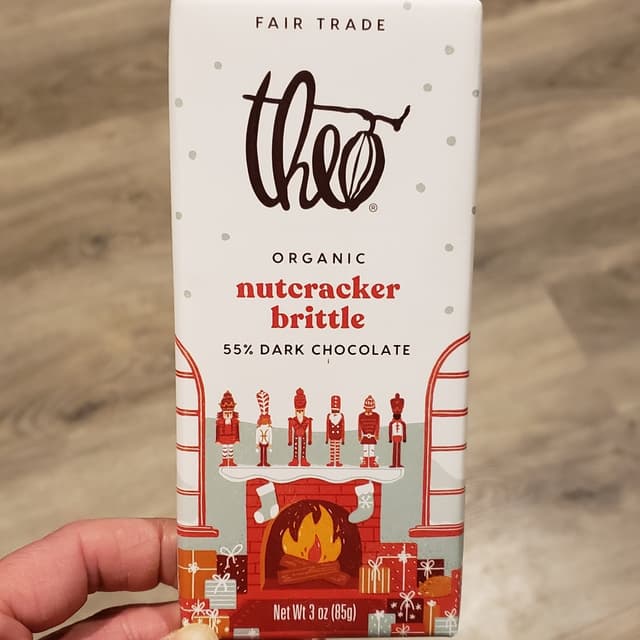 FAIR TRADE
theo®
ORGANIC
nutcracker
brittle
55% DARK CHOCOLATE
Net Wt 3 oz (85g)